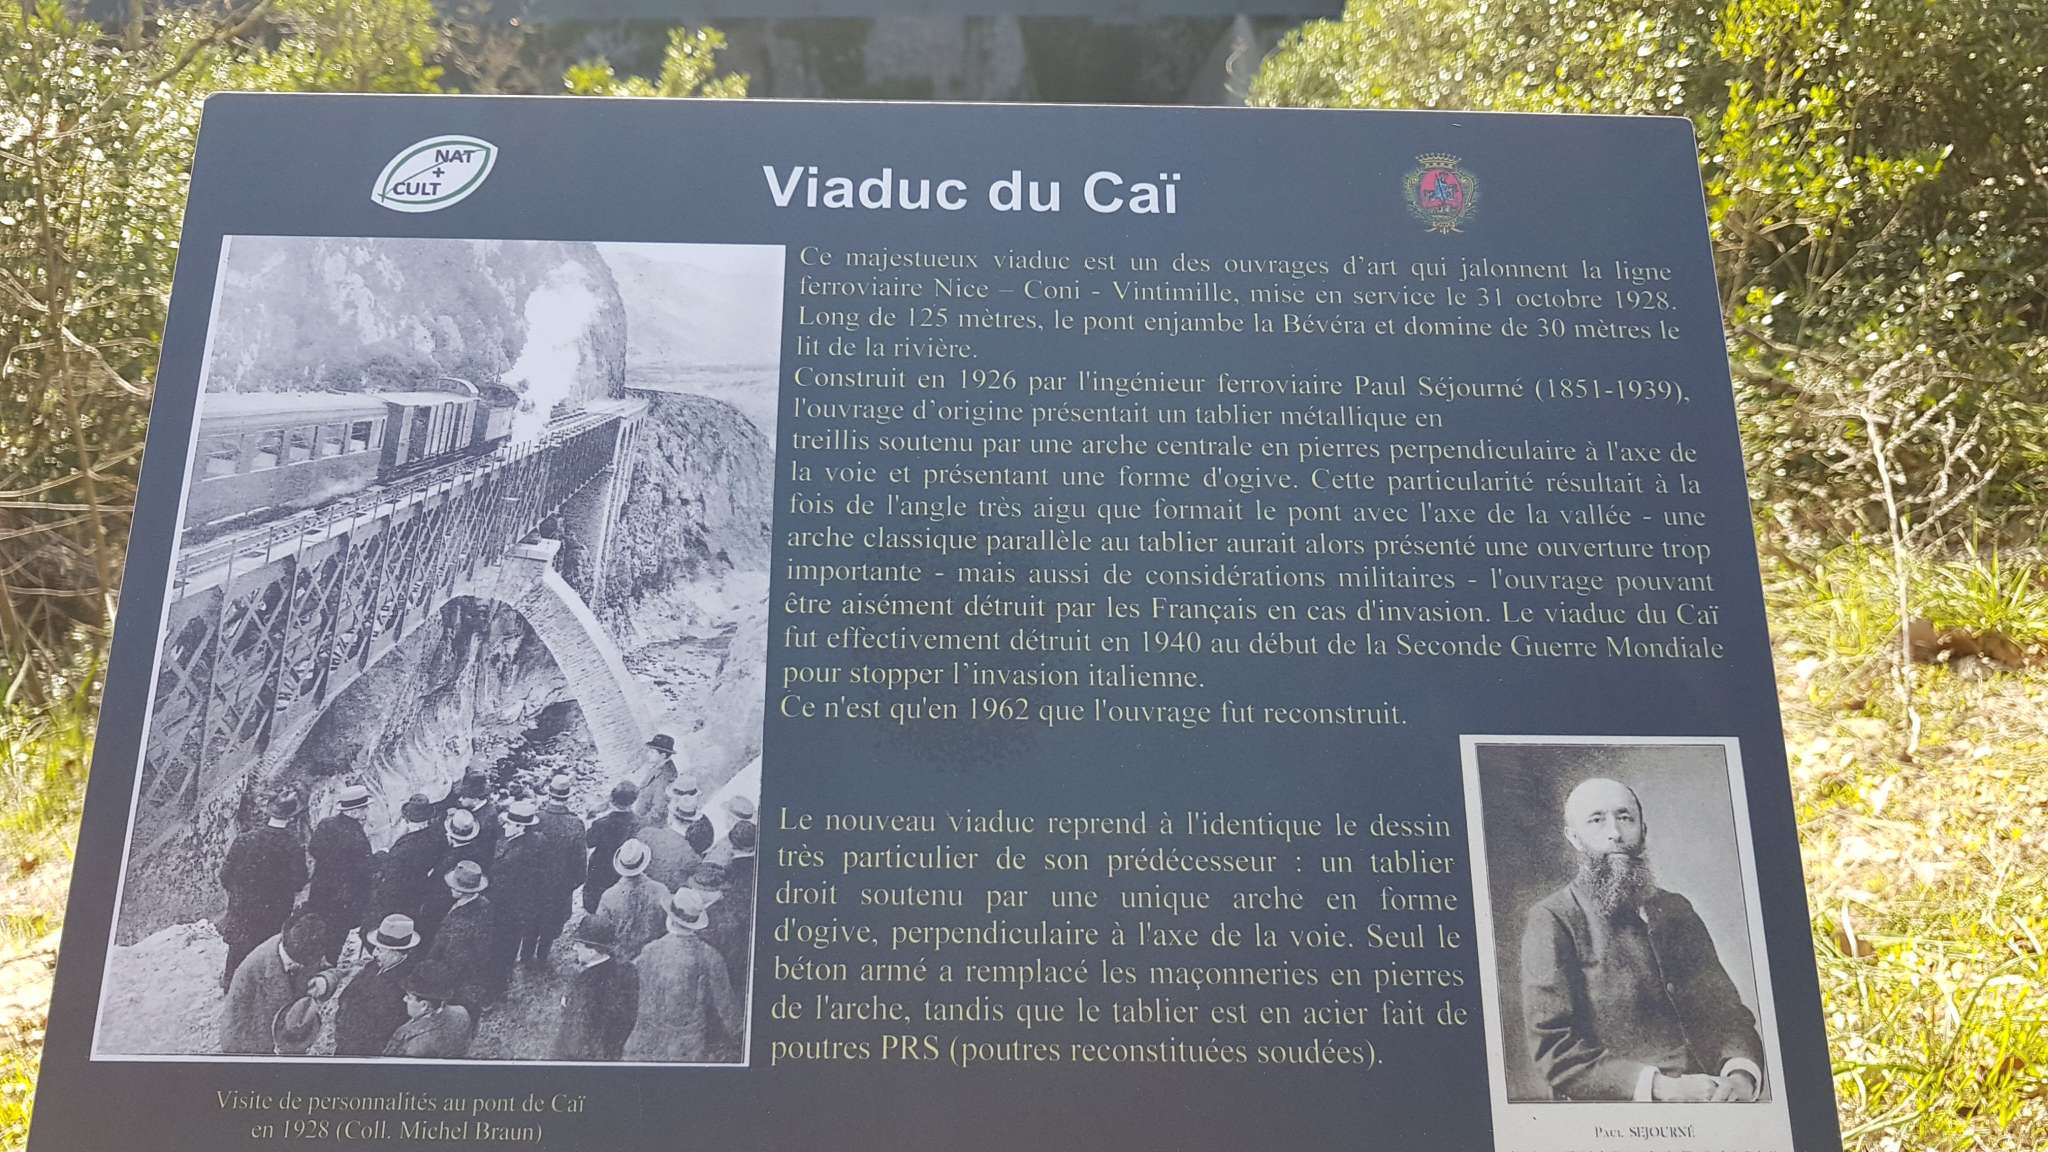 NAT
+
CULT
Viaduc du Caï
Ce majestueux viaduc est un des ouvrages d’art qui jalonnent la ligne
ferroviaire Nice – Coni - Vintimille, mise en service le 31 octobre 1928.
Long de 125 mètres, le pont enjambe la Bévéra et domine de 30 mètres le
lit de la rivière.
Construit en 1926 par l'ingénieur ferroviaire Paul Séjourné (1851-1939),
l'ouvrage d’origine présentait un tablier métallique en
treillis soutenu par une arche centrale en pierres perpendiculaire à l'axe de
la voie et présentant une forme d'ogive. Cette particularité résultait à la
fois de l'angle très aigu que formait le pont avec l'axe de la vallée - une
arche classique parallèle au tablier aurait alors présenté une ouverture trop
importante - mais aussi de considérations militaires - l'ouvrage pouvant
être aisément détruit par les Français en cas d'invasion. Le viaduc du Caï
fut effectivement détruit en 1940 au début de la Seconde Guerre Mondiale
pour stopper l’invasion italienne.
Ce n'est qu'en 1962 que l'ouvrage fut reconstruit.
Le nouveau viaduc reprend à l'identique le dessin
très particulier de son prédécesseur : un tablier
droit soutenu par une unique arche en forme
d'ogive, perpendiculaire à l'axe de la voie. Seul le
béton armé a remplacé les maçonneries en pierres
de l'arche, tandis que le tablier est en acier fait de
poutres PRS (poutres reconstituées soudées).
Visite de personnalités au pont de Caï
en 1928 (Coll. Michel Braun)
PAUL SEJOURNÉ